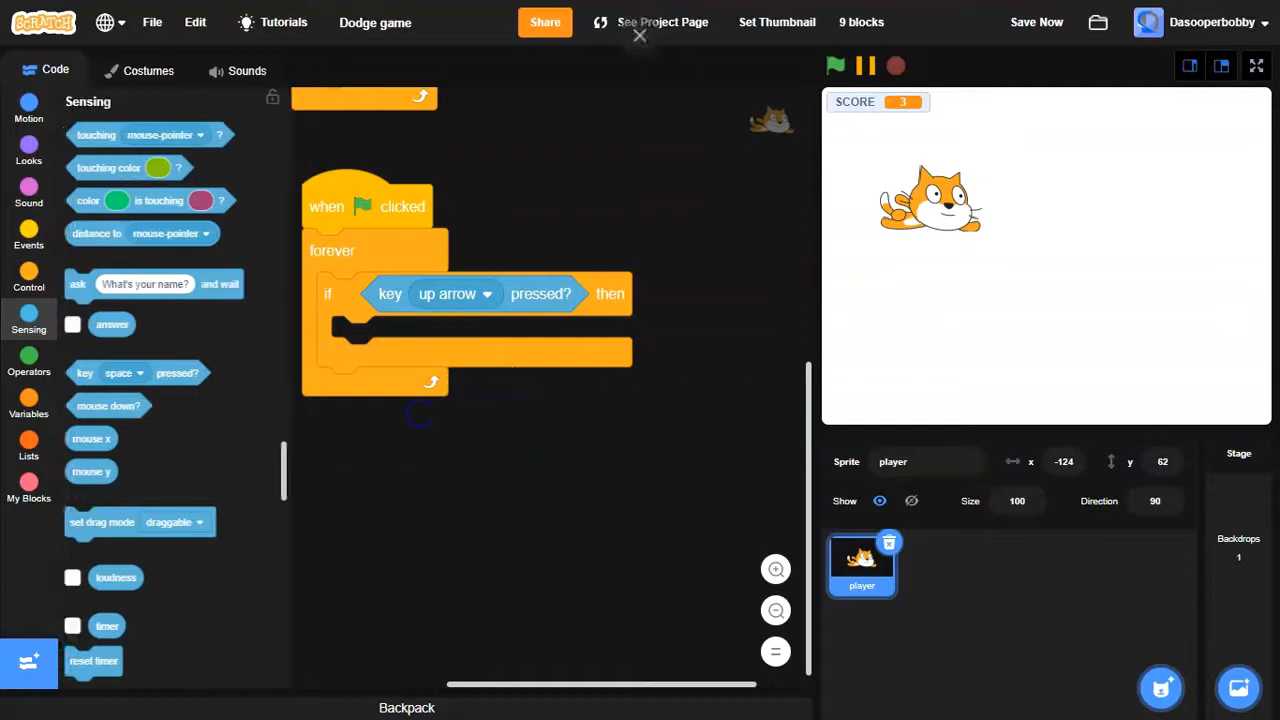 SCRATCH File Edit Tutorials Dodge game Share See Project Page Set Thumbnail 9 blocks Save Now Dasooperbobby
Code Costumes Sounds
Sensing
Motion
Looks
Sound
Events
Control
Sensing
Operators
Variables
Lists
My Blocks
touching mouse-pointer ?
touching color ?
color is touching ?
distance to mouse-pointer
ask What's your name? and wait
answer
key space pressed?
mouse down?
mouse x
mouse y
set drag mode draggable
loudness
timer
reset timer
when clicked
forever
if key up arrow pressed? then
Backpack
SCORE 3
Sprite player x -124 y 62
Show Size 100 Direction 90
player
Stage
Backdrops
1